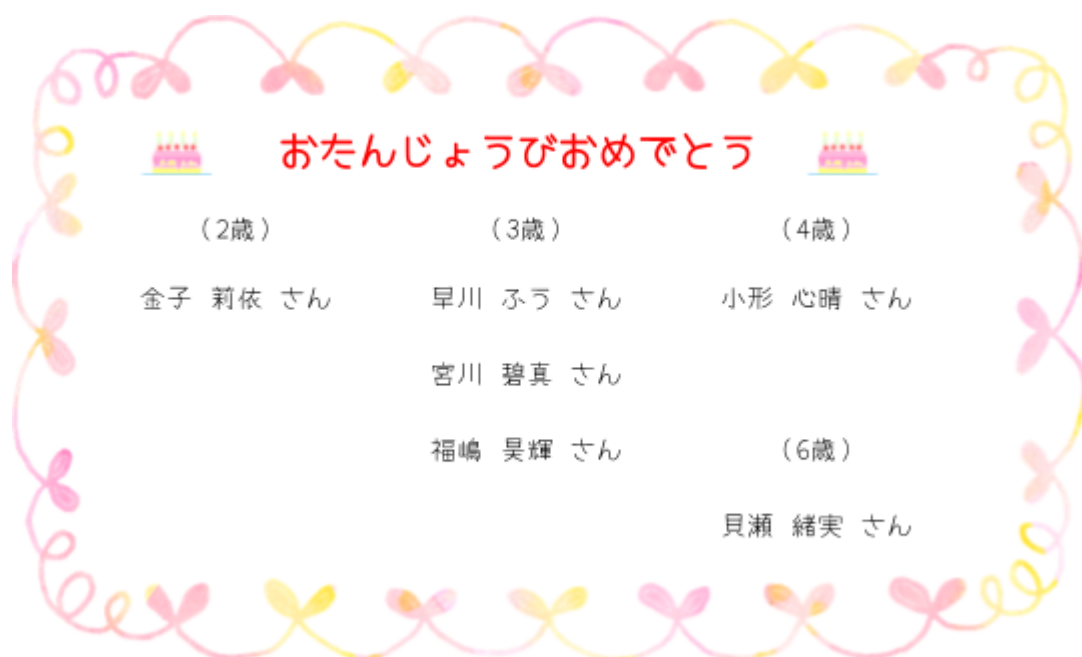 おたんじょうびおめでとう
(2歳) (3歳) (4歳)
金子 莉依 さん 早川 ふう さん 小形 心晴 さん
宮川 碧真 さん
福嶋 昊輝 さん (6歳)
貝瀬 緒実 さん